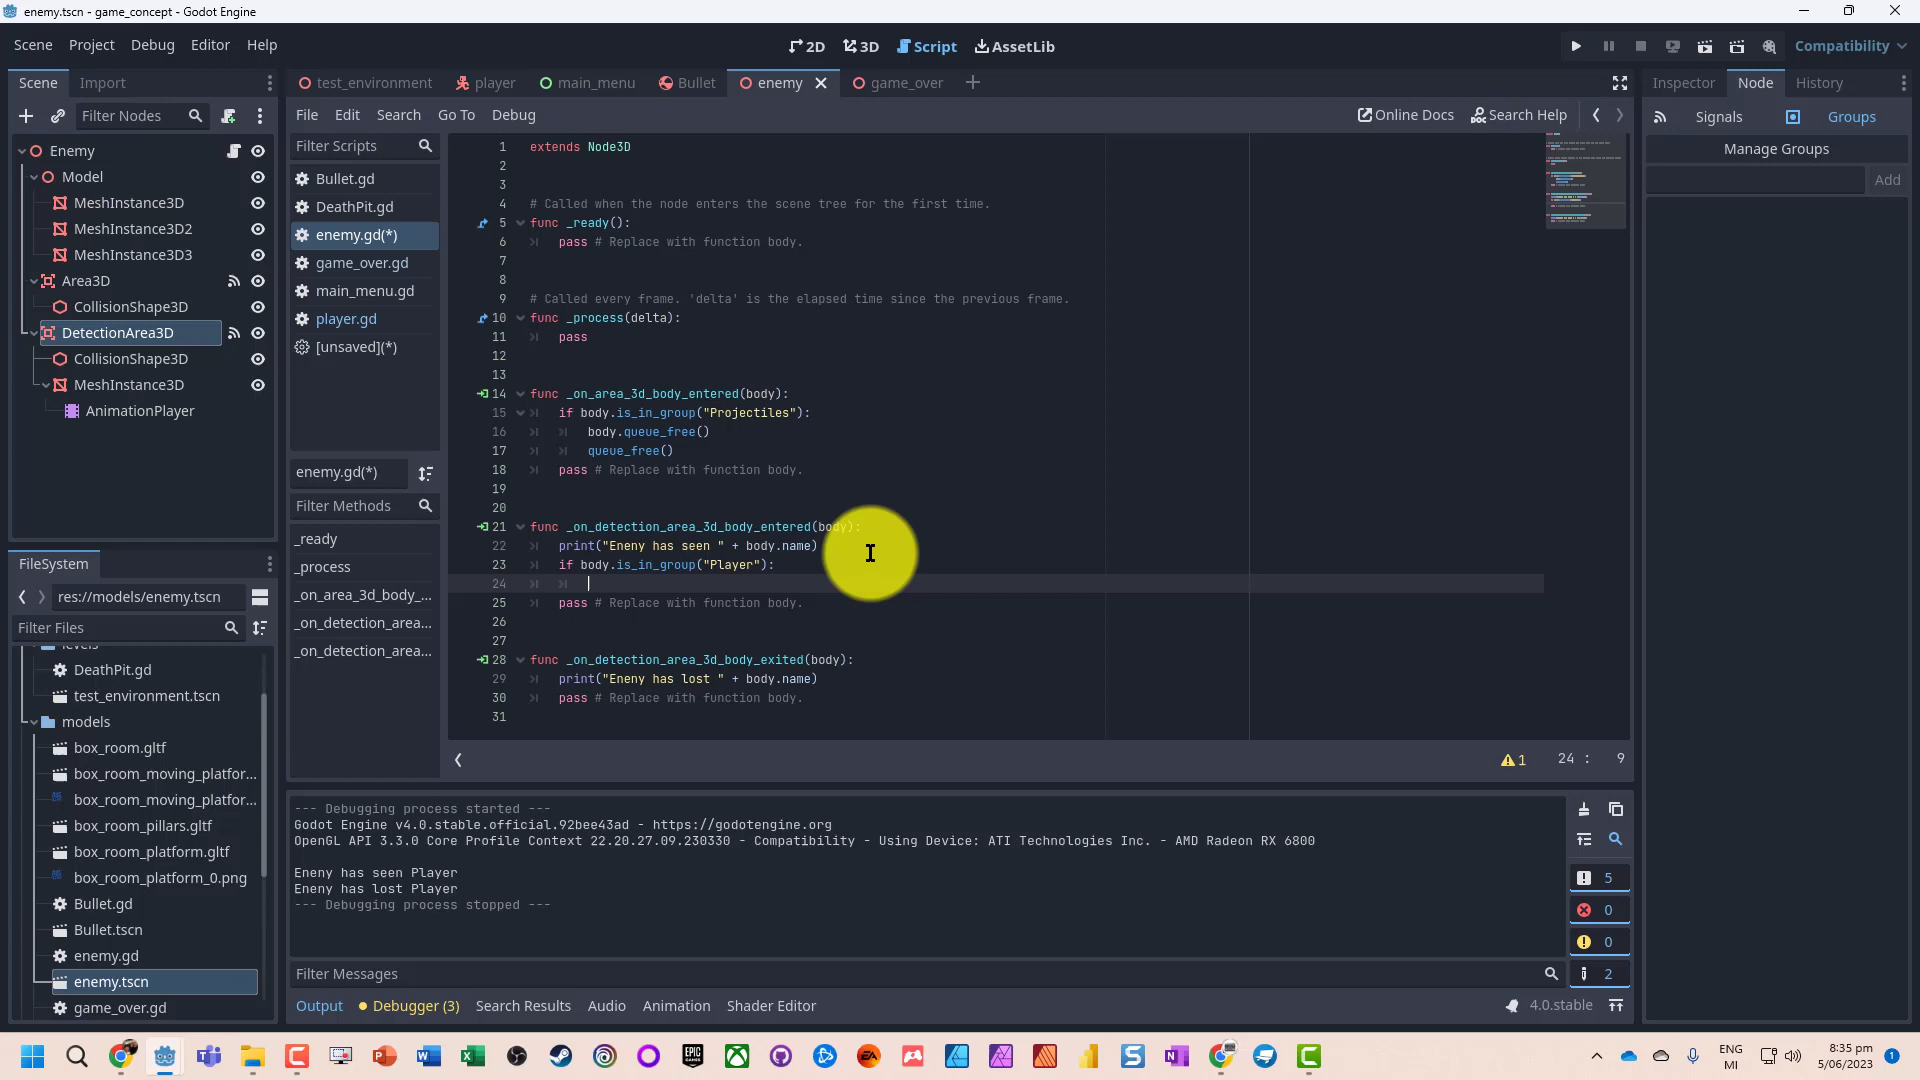 enemy.tscn - game_concept - Godot Engine
Scene Project Debug Editor Help
2D 3D Script AssetLib
Compatibility
Scene Import
Filter Nodes
Enemy
Model
MeshInstance3D
MeshInstance3D2
MeshInstance3D3
Area3D
CollisionShape3D
DetectionArea3D
CollisionShape3D
MeshInstance3D
AnimationPlayer
FileSystem
res://models/enemy.tscn
Filter Files
levels
DeathPit.gd
test_environment.tscn
models
box_room.gltf
box_room_moving_platfor...
box_room_moving_platfor...
box_room_pillars.gltf
box_room_platform.gltf
box_room_platform_0.png
Bullet.gd
Bullet.tscn
enemy.gd
enemy.tscn
game_over.gd
test_environment player main_menu Bullet enemy game_over
File Edit Search Go To Debug
Online Docs Search Help
Filter Scripts
Bullet.gd
DeathPit.gd
enemy.gd(*)
game_over.gd
main_menu.gd
player.gd
[unsaved](*)
enemy.gd(*)
Filter Methods
_ready
_process
_on_area_3d_body_...
_on_detection_area...
_on_detection_area...
1 extends Node3D
2
3
4 # Called when the node enters the scene tree for the first time.
5 func _ready():
6 pass # Replace with function body.
7
8
9 # Called every frame. 'delta' is the elapsed time since the previous frame.
10 func _process(delta):
11 pass
12
13
14 func _on_area_3d_body_entered(body):
15 if body.is_in_group("Projectiles"):
16 body.queue_free()
17 queue_free()
18 pass # Replace with function body.
19
20
21 func _on_detection_area_3d_body_entered(body):
22 print("Eneny has seen " + body.name)
23 if body.is_in_group("Player"):
24
25 pass # Replace with function body.
26
27
28 func _on_detection_area_3d_body_exited(body):
29 print("Eneny has lost " + body.name)
30 pass # Replace with function body.
31
1 24 : 9
--- Debugging process started ---
Godot Engine v4.0.stable.official.92bee43ad - https://godotengine.org
OpenGL API 3.3.0 Core Profile Context 22.20.27.09.230330 - Compatibility - Using Device: ATI Technologies Inc. - AMD Radeon RX 6800
Eneny has seen Player
Eneny has lost Player
--- Debugging process stopped ---
5
0
0
2
Filter Messages
Output Debugger (3) Search Results Audio Animation Shader Editor
4.0.stable
Inspector Node History
Signals Groups
Manage Groups
Add
ENG
MI
8:35 pm
5/06/2023
1